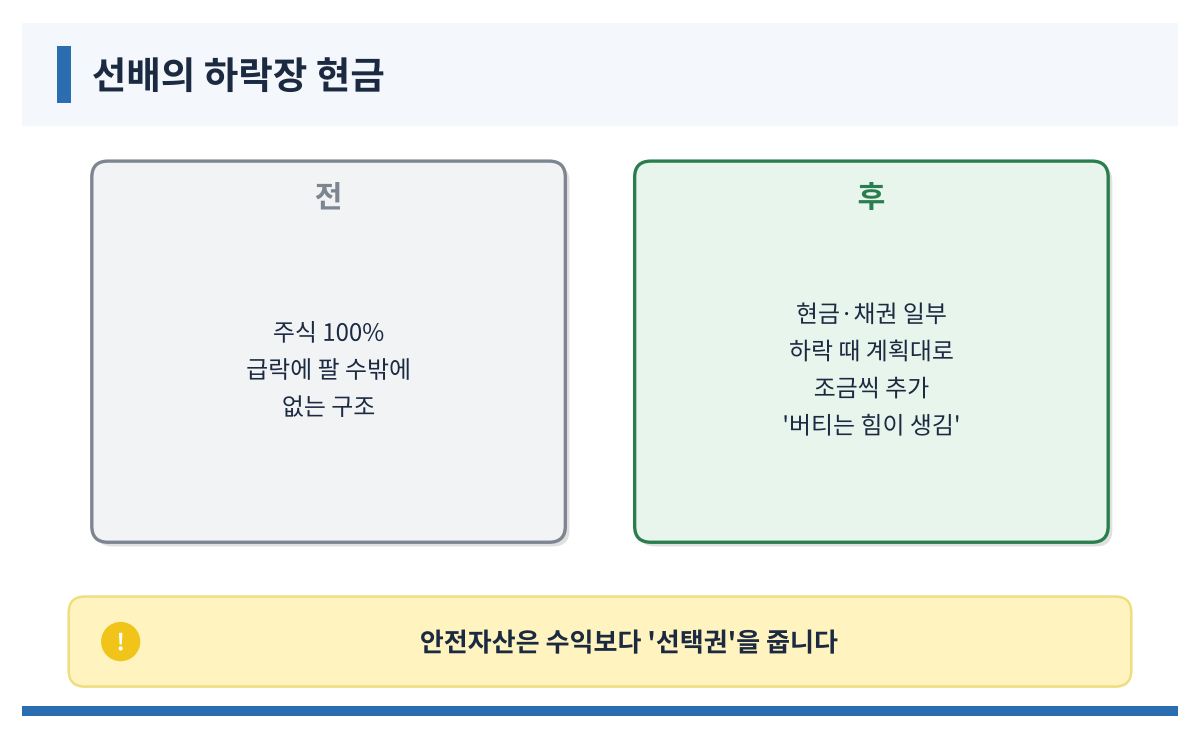 선배의 하락장 현금
전
주식 100%
급락에 팔 수밖에
없는 구조
후
현금·채권 일부
하락 때 계획대로
조금씩 추가
'버티는 힘이 생김'
!
안전자산은 수익보다 '선택권'을 줍니다